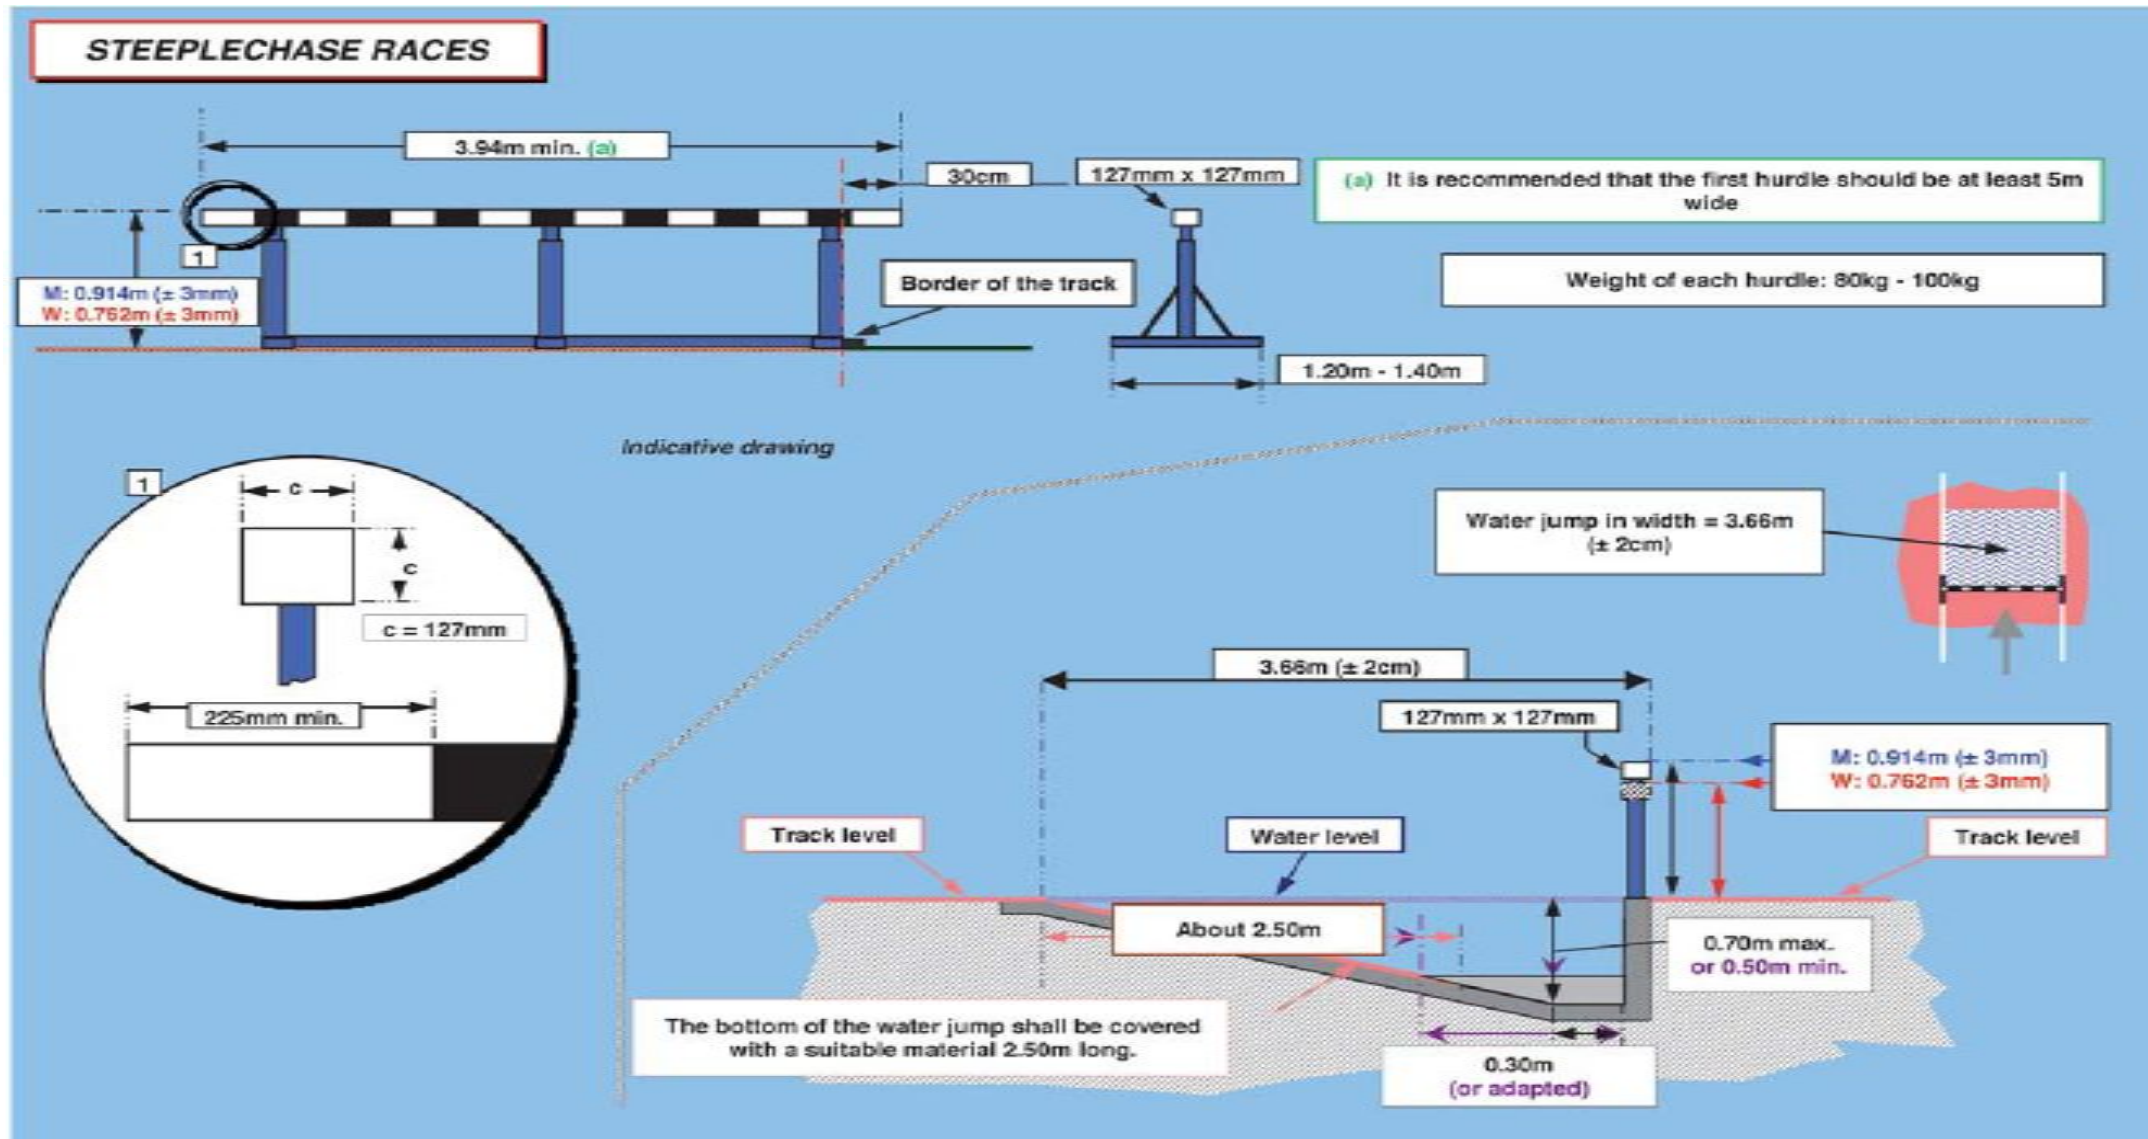 STEEPLECHASE RACES
3.94m min. (a)
30cm
127mm x 127mm
(a) It is recommended that the first hurdle should be at least 5m
wide
1
M: 0.914m (± 3mm)
W: 0.762m (± 3mm)
Border of the track
Weight of each hurdle: 80kg - 100kg
1.20m - 1.40m
Indicative drawing
1
c
c
c = 127mm
225mm min.
Water jump in width = 3.66m
(± 2cm)
3.66m (± 2cm)
127mm x 127mm
M: 0.914m (± 3mm)
W: 0.762m (± 3mm)
Track level
Water level
Track level
About 2.50m
0.70m max.
or 0.50m min.
The bottom of the water jump shall be covered
with a suitable material 2.50m long.
0.30m
(or adapted)